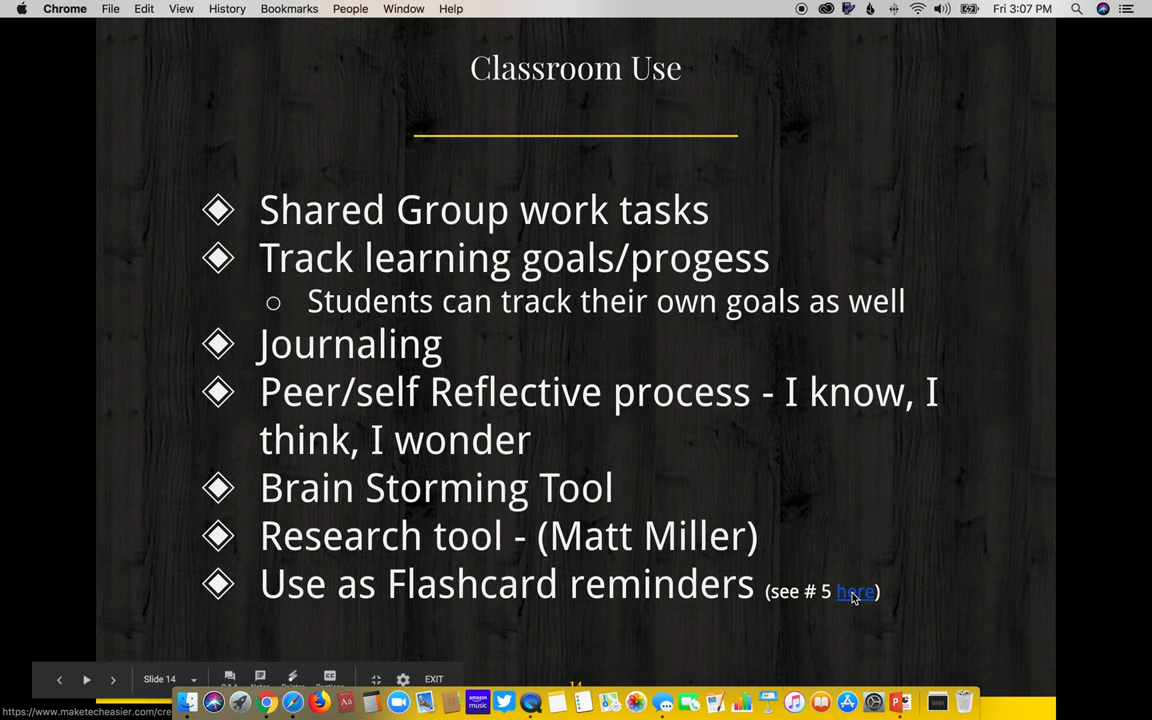 Chrome File Edit View History Bookmarks People Window Help Fri 3:07 PM
Classroom Use
Shared Group work tasks
Track learning goals/progess
Students can track their own goals as well
Journaling
Peer/self Reflective process - I know, I
think, I wonder
Brain Storming Tool
Research tool - (Matt Miller)
Use as Flashcard reminders (see # 5 here)
Slide 14 EXIT
14
amazon music
https://www.maketecheasier.com/cre